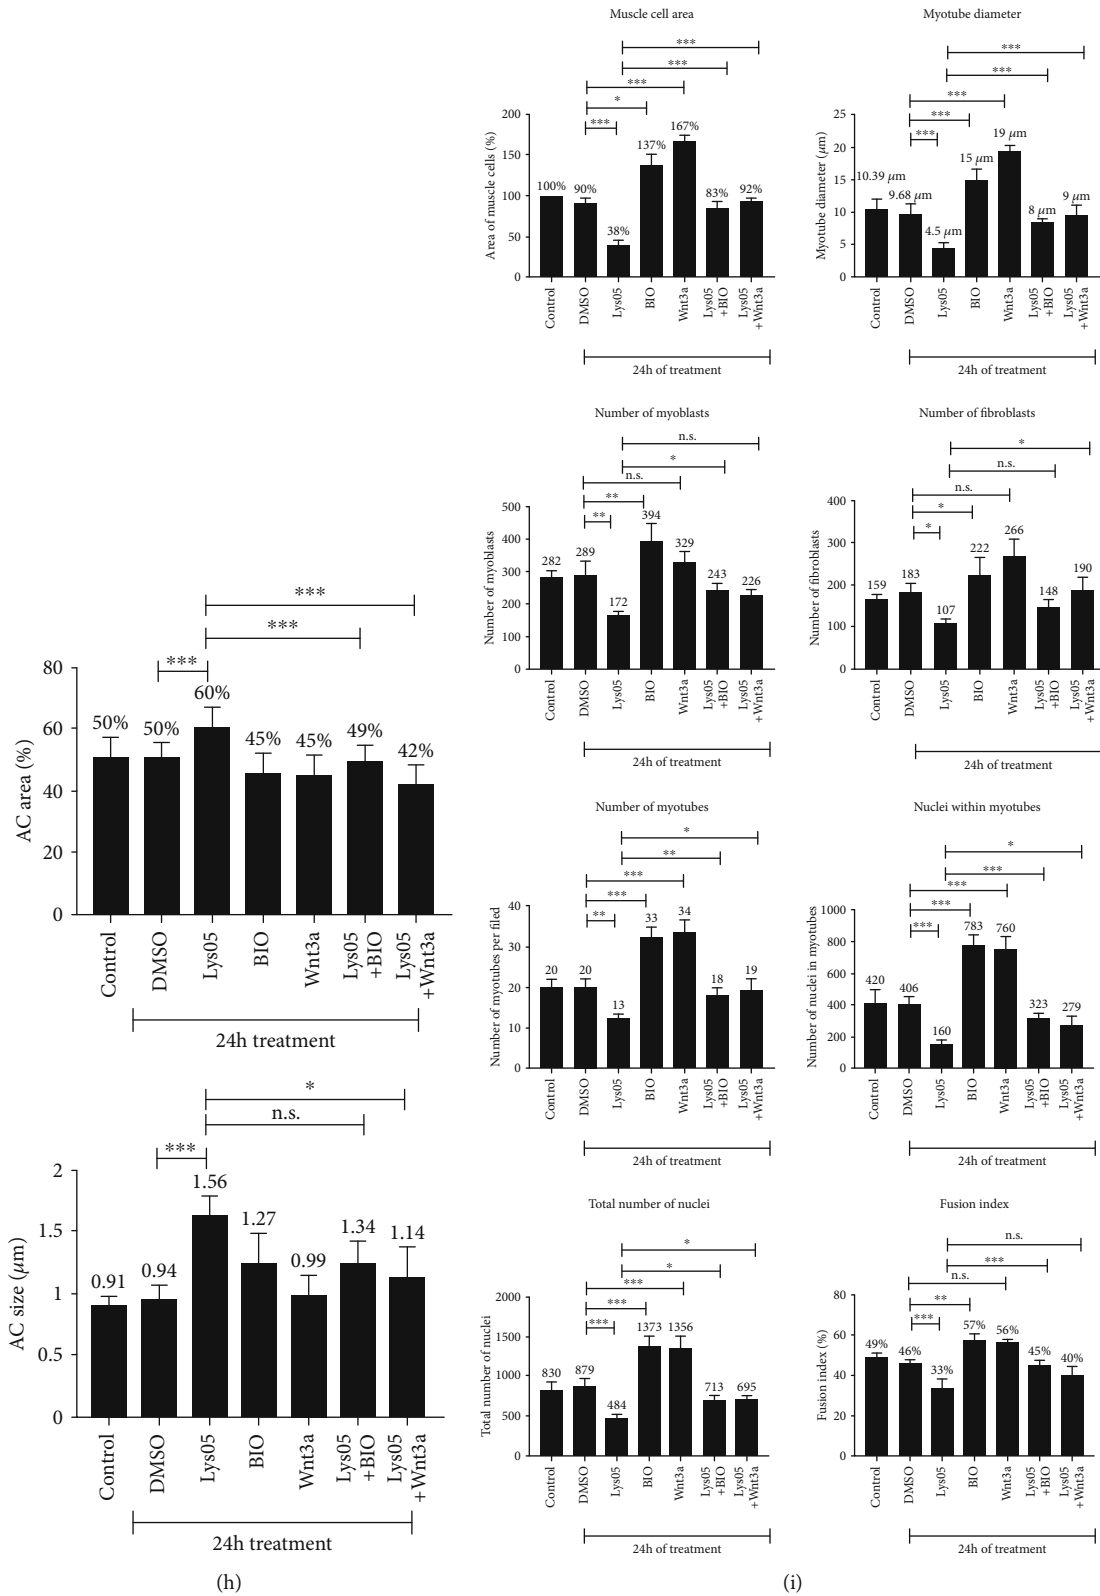 AC area (%)
80
60
40
20
0
***
***
***
50%
50%
60%
45%
45%
49%
42%
Control
DMSO
Lys05
BIO
Wnt3a
Lys05
+BIO
Lys05
+Wnt3a
24h treatment
AC size (µm)
2
1.5
1
0.5
0
*
n.s.
***
0.91
0.94
1.56
1.27
0.99
1.34
1.14
Control
DMSO
Lys05
BIO
Wnt3a
Lys05
+BIO
Lys05
+Wnt3a
24h treatment
(h)
Muscle cell area
***
***
***
*
***
Area of muscle cells (%)
200
150
100
50
0
100%
90%
38%
137%
167%
83%
92%
Control
DMSO
Lys05
BIO
Wnt3a
Lys05
+BIO
Lys05
+Wnt3a
24h of treatment
Myotube diameter
***
***
***
***
***
Myotube diameter (µm)
25
20
15
10
5
0
10.39 µm
9.68 µm
4.5 µm
15 µm
19 µm
8 µm
9 µm
Control
DMSO
Lys05
BIO
Wnt3a
Lys05
+BIO
Lys05
+Wnt3a
24h of treatment
Number of myoblasts
n.s.
*
n.s.
**
**
Number of myoblasts
500
400
300
200
100
0
282
289
172
394
329
243
226
Control
DMSO
Lys05
BIO
Wnt3a
Lys05
+BIO
Lys05
+Wnt3a
24h of treatment
Number of fibroblasts
*
n.s.
n.s.
*
*
Number of fibroblasts
400
300
200
100
0
159
183
107
222
266
148
190
Control
DMSO
Lys05
BIO
Wnt3a
Lys05
+BIO
Lys05
+Wnt3a
24h of treatment
Number of myotubes
*
**
***
***
**
Number of myotubes per filed
40
30
20
10
0
20
20
13
33
34
18
19
Control
DMSO
Lys05
BIO
Wnt3a
Lys05
+BIO
Lys05
+Wnt3a
24h of treatment
Nuclei within myotubes
*
***
***
***
***
Number of nuclei in myotubes
1000
800
600
400
200
0
420
406
160
783
760
323
279
Control
DMSO
Lys05
BIO
Wnt3a
Lys05
+BIO
Lys05
+Wnt3a
24h of treatment
Total number of nuclei
*
*
***
***
***
Total number of nuclei
2000
1500
1000
500
0
830
879
484
1373
1356
713
695
Control
DMSO
Lys05
BIO
Wnt3a
Lys05
+BIO
Lys05
+Wnt3a
24h of treatment
Fusion index
n.s.
***
n.s.
**
***
Fusion index (%)
80
60
40
20
0
49%
46%
33%
57%
56%
45%
40%
Control
DMSO
Lys05
BIO
Wnt3a
Lys05
+BIO
Lys05
+Wnt3a
24h of treatment
(i)